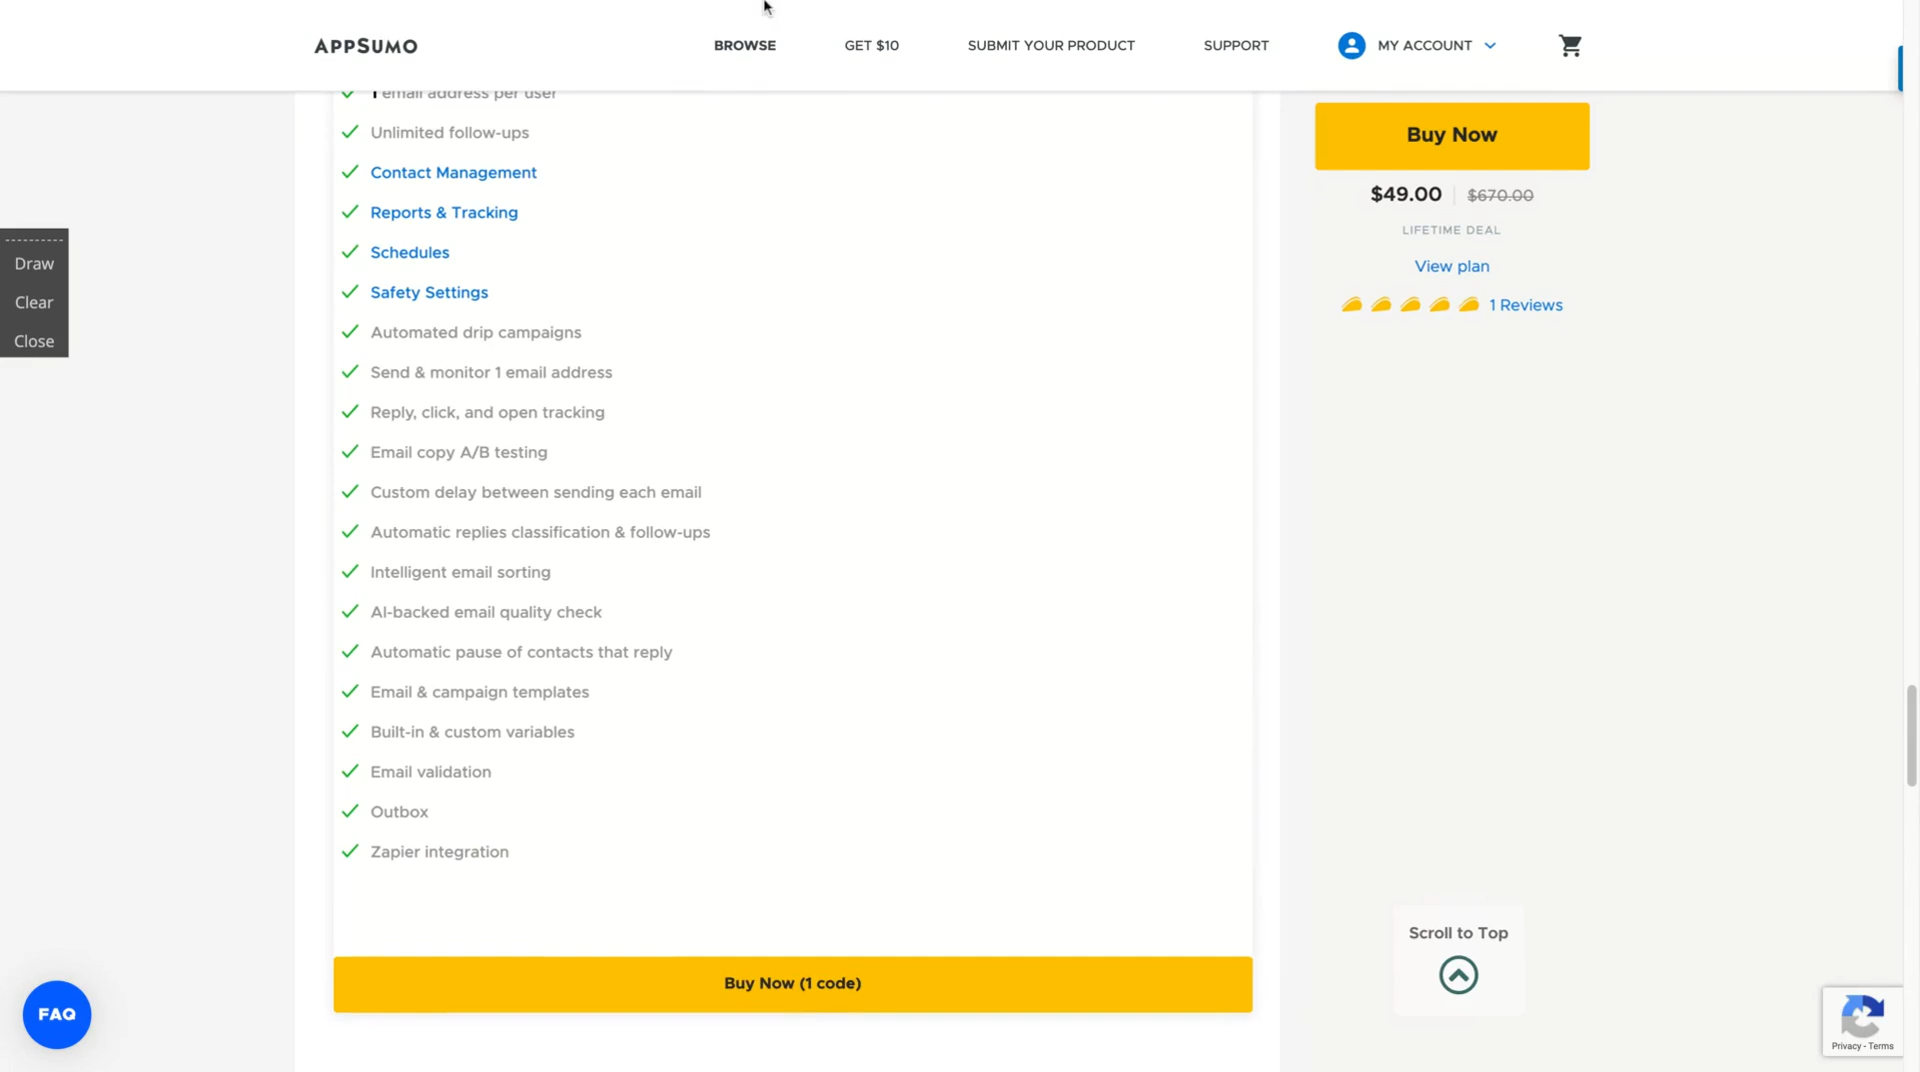 APPSUMO
BROWSE
GET $10
SUBMIT YOUR PRODUCT
SUPPORT
MY ACCOUNT
1 email address per user
Unlimited follow-ups
Contact Management
Reports & Tracking
Schedules
Safety Settings
Automated drip campaigns
Send & monitor 1 email address
Reply, click, and open tracking
Email copy A/B testing
Custom delay between sending each email
Automatic replies classification & follow-ups
Intelligent email sorting
AI-backed email quality check
Automatic pause of contacts that reply
Email & campaign templates
Built-in & custom variables
Email validation
Outbox
Zapier integration
Buy Now (1 code)
Buy Now
$49.00 $670.00
LIFETIME DEAL
View plan
1 Reviews
Draw
Clear
Close
Scroll to Top
FAQ
Privacy - Terms